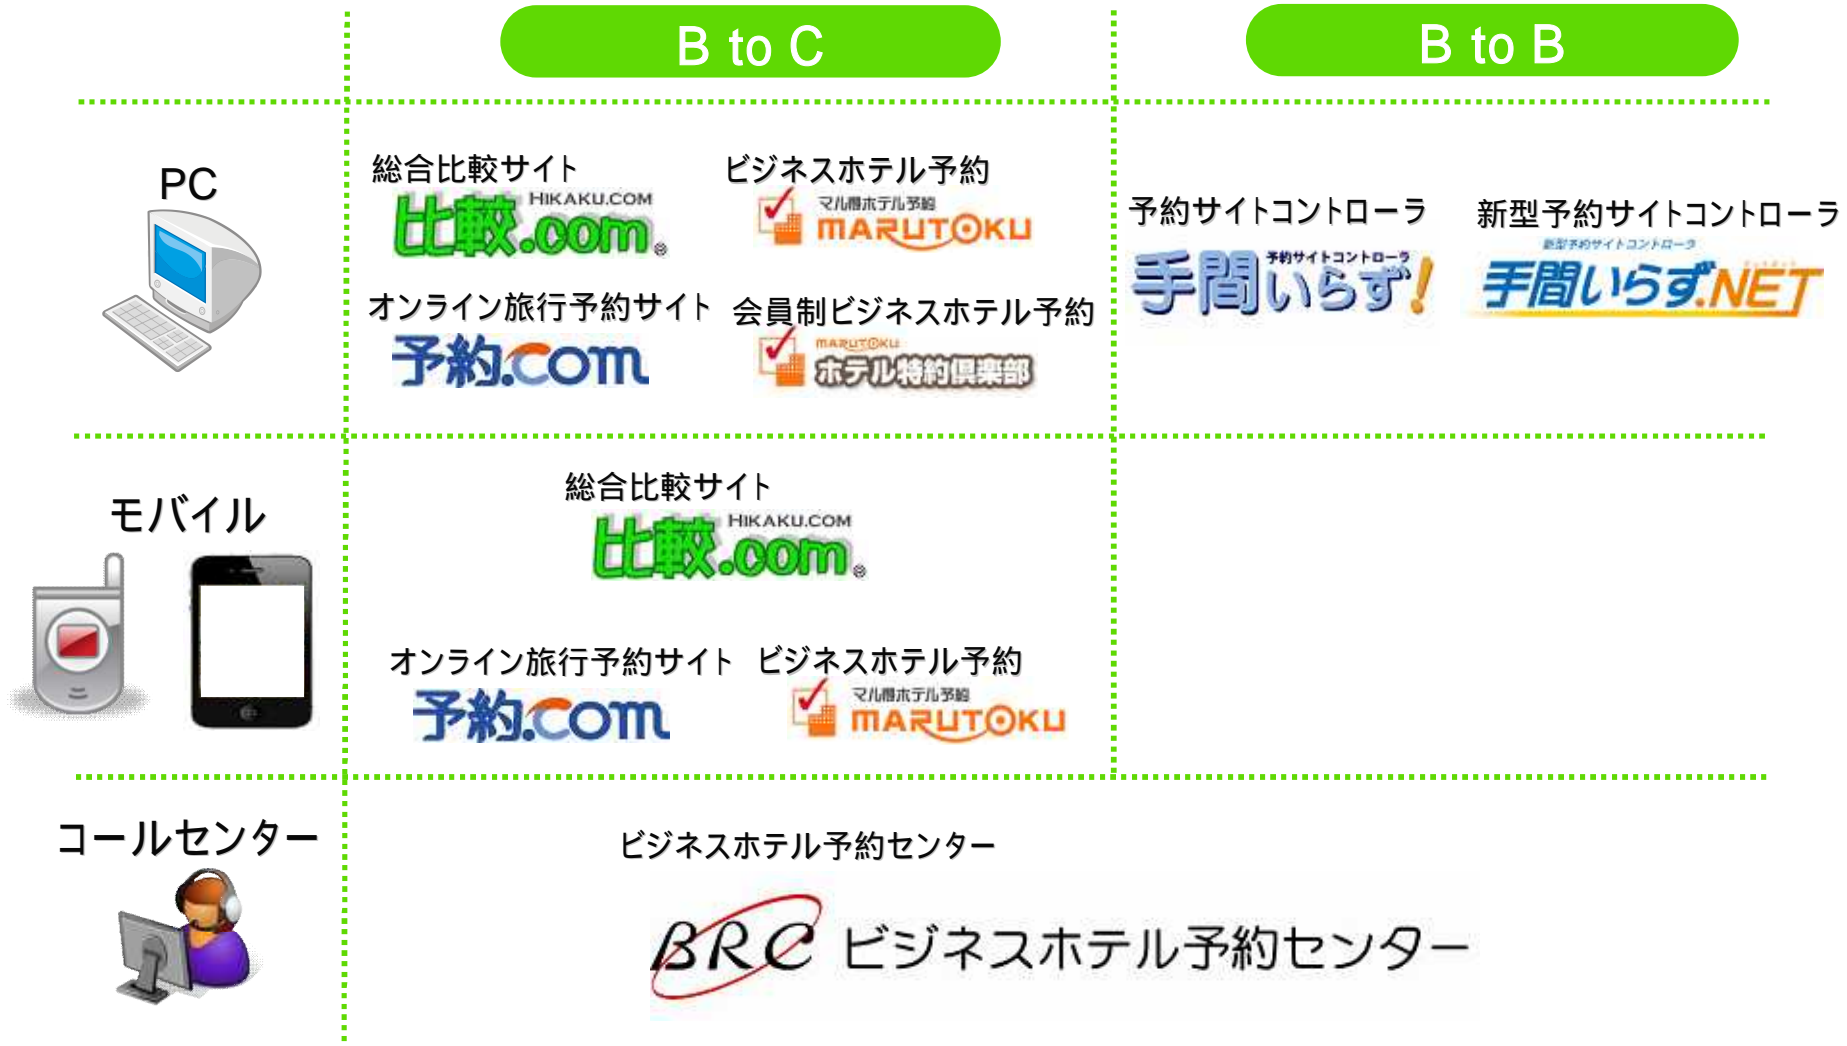 B to C
B to B
PC
総合比較サイト
HIKAKU.COM
比較.com®
ビジネスホテル予約
マル得ホテル予約
MARUTOKU
オンライン旅行予約サイト
予約.com
会員制ビジネスホテル予約
MARUTOKU
ホテル特約倶楽部
予約サイトコントローラ
予約サイトコントローラ
手間いらず!
新型予約サイトコントローラ
新型予約サイトコントローラ
手間いらず.NET
モバイル
総合比較サイト
HIKAKU.COM
比較.com®
オンライン旅行予約サイト
予約.com
ビジネスホテル予約
マル得ホテル予約
MARUTOKU
コールセンター
ビジネスホテル予約センター
BRC ビジネスホテル予約センター